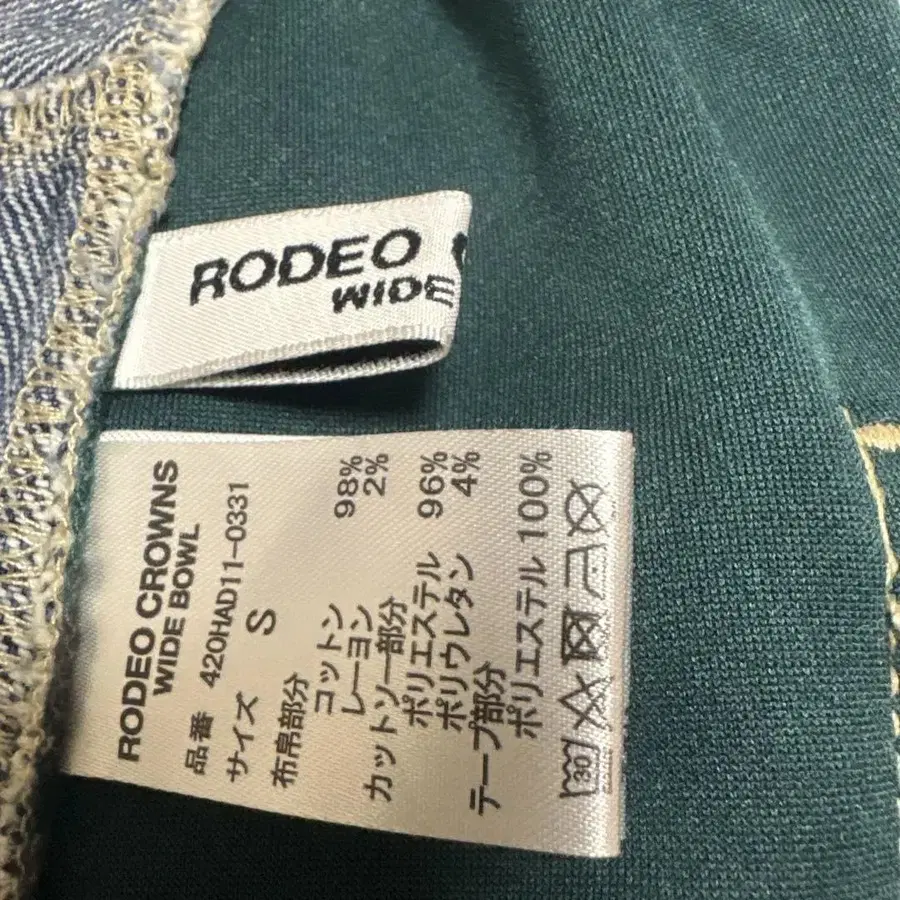 RODEO
WIDE
RODEO CROWNS
WIDE BOWL
品番 420HAD11-0331
サイズ S
布帛部分
コットン 98%
レーヨン 2%
カットソー部分
ポリエステル 96%
ポリウレタン 4%
テープ部分
ポリエステル 100%
30